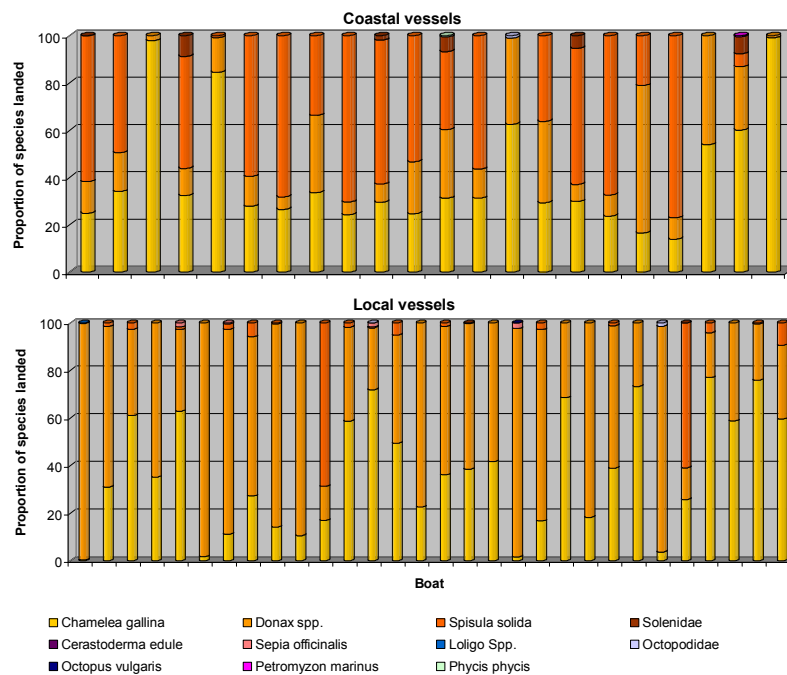 Coastal vessels
Proportion of species landed
100
80
60
40
20
0
Local vessels
Proportion of species landed
100
80
60
40
20
0
Boat
Chamelea gallina Donax spp. Spisula solida Solenidae
Cerastoderma edule Sepia officinalis Loligo Spp. Octopodidae
Octopus vulgaris Petromyzon marinus Phycis phycis